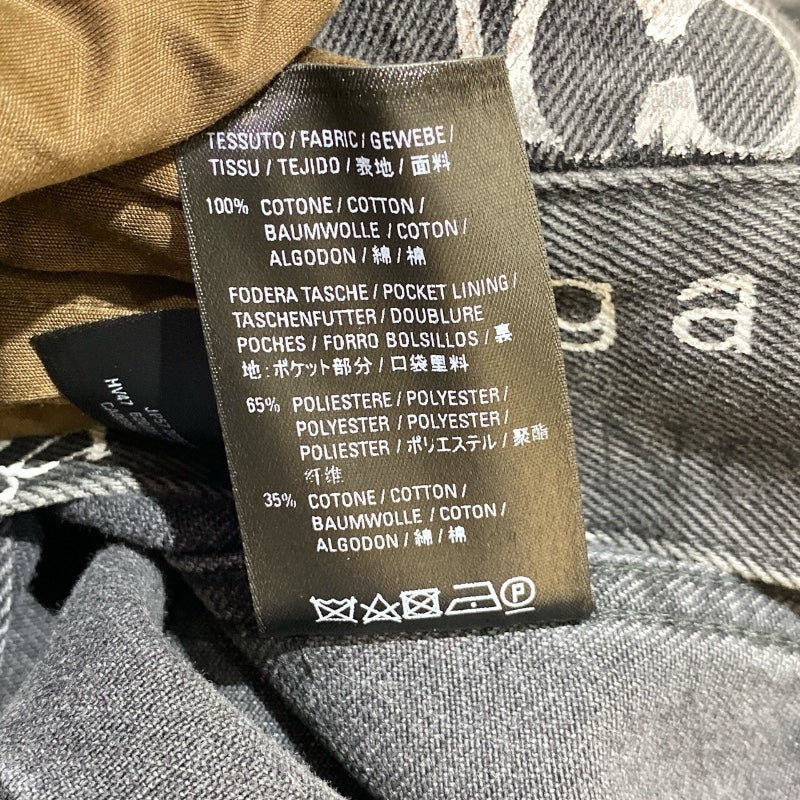 TESSUTO / FABRIC / GEWEBE /
TISSU / TEJIDO / 表地 / 面料
100% COTONE / COTTON /
BAUMWOLLE / COTON /
ALGODON / 綿 / 棉
FODERA TASCHE / POCKET LINING /
TASCHENFUTTER / DOUBLURE
POCHES / FORRO BOLSILLOS / 裏
地:ポケット部分 / 口袋里料
65% POLIESTERE / POLYESTER /
POLYESTER / POLYESTER /
POLIESTER / ポリエステル / 聚酯
纤维
35% COTONE / COTTON /
BAUMWOLLE / COTON /
ALGODON / 綿 / 棉
P
g a
HV47